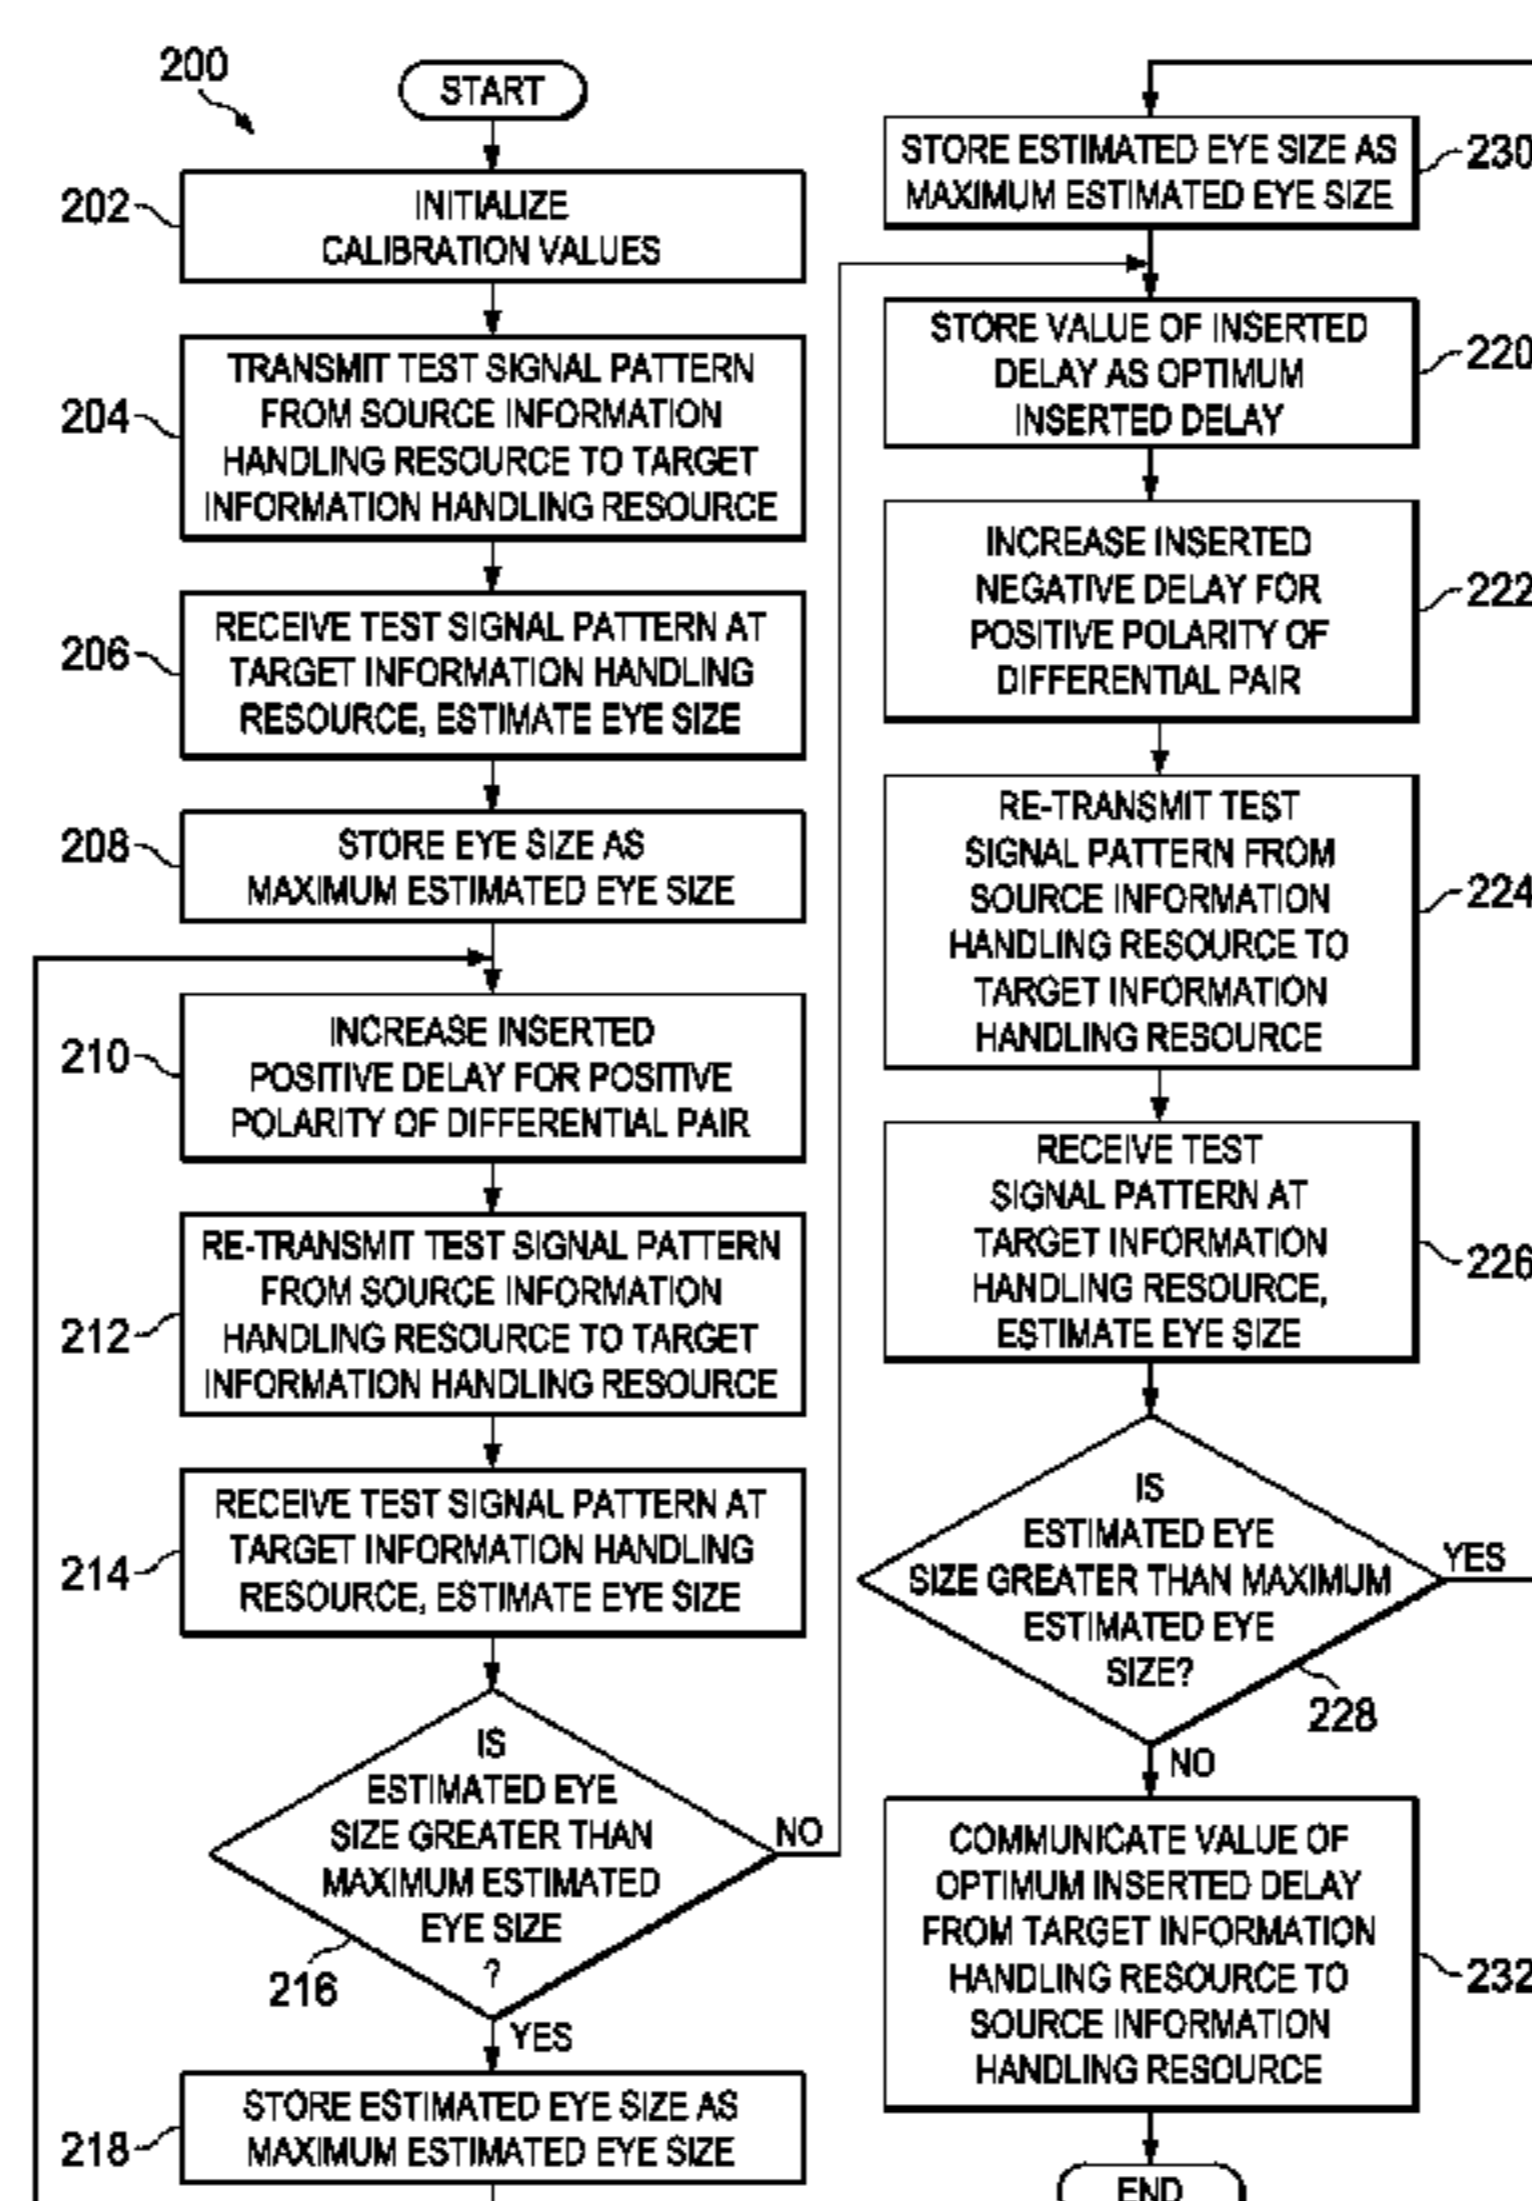 200
START
202
INITIALIZE
CALIBRATION VALUES
204
TRANSMIT TEST SIGNAL PATTERN
FROM SOURCE INFORMATION
HANDLING RESOURCE TO TARGET
INFORMATION HANDLING RESOURCE
206
RECEIVE TEST SIGNAL PATTERN AT
TARGET INFORMATION HANDLING
RESOURCE, ESTIMATE EYE SIZE
208
STORE EYE SIZE AS
MAXIMUM ESTIMATED EYE SIZE
210
INCREASE INSERTED
POSITIVE DELAY FOR POSITIVE
POLARITY OF DIFFERENTIAL PAIR
212
RE-TRANSMIT TEST SIGNAL PATTERN
FROM SOURCE INFORMATION
HANDLING RESOURCE TO TARGET
INFORMATION HANDLING RESOURCE
214
RECEIVE TEST SIGNAL PATTERN AT
TARGET INFORMATION HANDLING
RESOURCE, ESTIMATE EYE SIZE
IS
ESTIMATED EYE
SIZE GREATER THAN
MAXIMUM ESTIMATED
EYE SIZE
?
NO
216
YES
218
STORE ESTIMATED EYE SIZE AS
MAXIMUM ESTIMATED EYE SIZE
STORE ESTIMATED EYE SIZE AS
MAXIMUM ESTIMATED EYE SIZE
230
STORE VALUE OF INSERTED
DELAY AS OPTIMUM
INSERTED DELAY
220
INCREASE INSERTED
NEGATIVE DELAY FOR
POSITIVE POLARITY OF
DIFFERENTIAL PAIR
222
RE-TRANSMIT TEST
SIGNAL PATTERN FROM
SOURCE INFORMATION
HANDLING RESOURCE TO
TARGET INFORMATION
HANDLING RESOURCE
224
RECEIVE TEST
SIGNAL PATTERN AT
TARGET INFORMATION
HANDLING RESOURCE,
ESTIMATE EYE SIZE
226
IS
ESTIMATED EYE
SIZE GREATER THAN MAXIMUM
ESTIMATED EYE
SIZE?
YES
228
NO
COMMUNICATE VALUE OF
OPTIMUM INSERTED DELAY
FROM TARGET INFORMATION
HANDLING RESOURCE TO
SOURCE INFORMATION
HANDLING RESOURCE
232
END